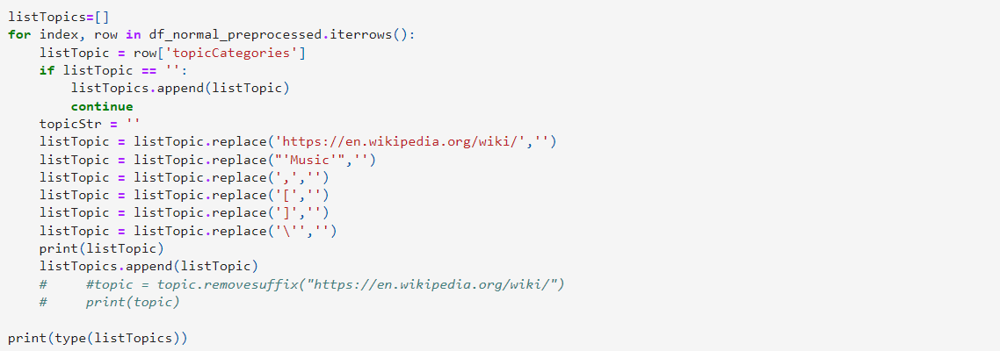 listTopics=[]
for index, row in df_normal_preprocessed.iterrows():
    listTopic = row['topicCategories']
    if listTopic == '':
        listTopics.append(listTopic)
        continue
    topicStr = ''
    listTopic = listTopic.replace('https://en.wikipedia.org/wiki/','')
    listTopic = listTopic.replace("'Music'",'')
    listTopic = listTopic.replace(',','')
    listTopic = listTopic.replace('[','')
    listTopic = listTopic.replace(']','')
    listTopic = listTopic.replace('\'','')
    print(listTopic)
    listTopics.append(listTopic)
    #     #topic = topic.removesuffix("https://en.wikipedia.org/wiki/")
    #     print(topic)
print(type(listTopics))